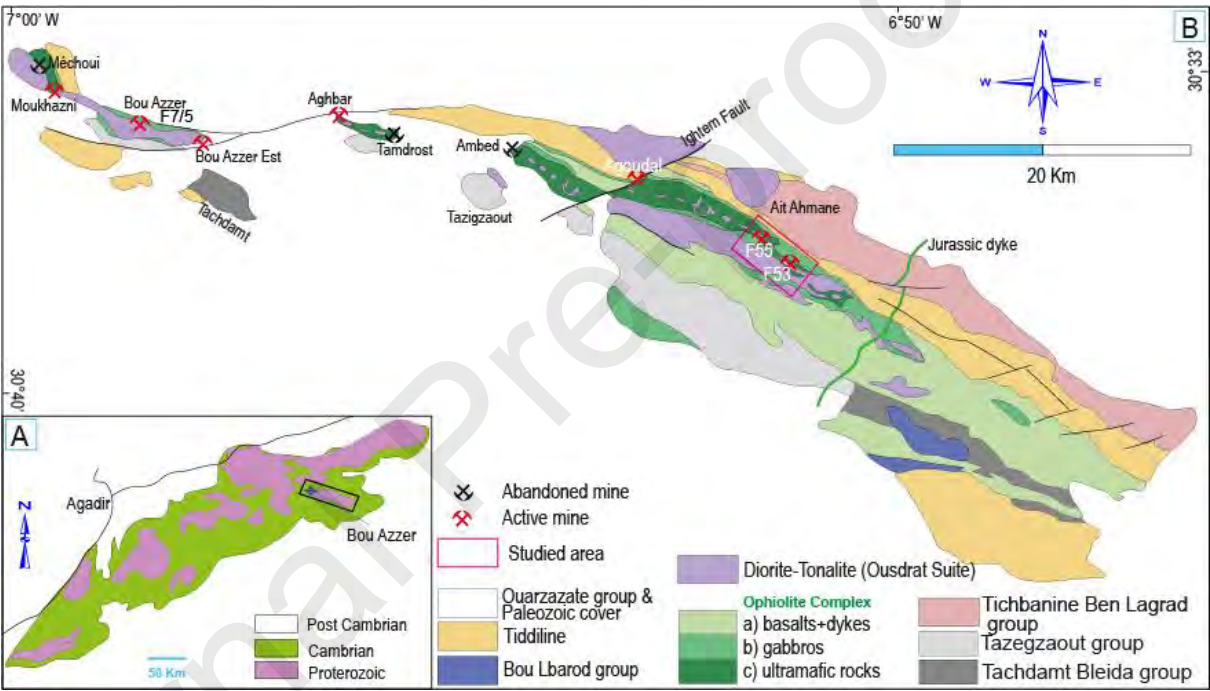 7°00' W
6°50' W
B
30°33'
N
W
E
S
20 Km
Méchoui
Moukhazni
Bou Azzer
F7/5
Bou Azzer Est
Aghbar
Tamdrost
Tachdamt
Ambed
Tazigzaout
Ightem Fault
Agoudal
Ait Ahmane
F55
F53
Jurassic dyke
30°40'
A
Agadir
N
Bou Azzer
Post Cambrian
Cambrian
Proterozoic
50 Km
Abandoned mine
Active mine
Studied area
Ouarzazate group &
Paleozoic cover
Tiddiline
Bou Lbarod group
Diorite-Tonalite (Ousdrat Suite)
Ophiolite Complex
a) basalts+dykes
b) gabbros
c) ultramafic rocks
Tichbanine Ben Lagrad
group
Tazegzaout group
Tachdamt Bleida group